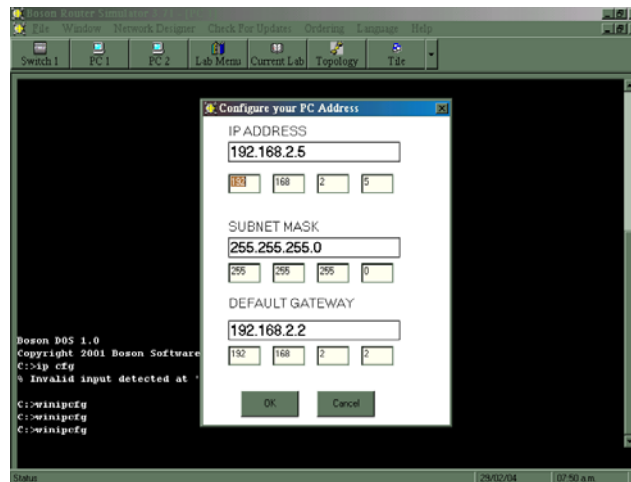 Boson Router Simulator
File Window Network Designer Check For Updates Ordering Language Help
Switch 1 PC 1 PC 2 Lab Menu Current Lab Topology Tile
Configure your PC Address
IP ADDRESS
192.168.2.5
192 168 2 5
SUBNET MASK
255.255.255.0
255 255 255 0
DEFAULT GATEWAY
192.168.2.2
192 168 2 2
OK Cancel
Boson DOS 1.0
Copyright 2001 Boson Software
C:>ip cfg
% Invalid input detected at '
C:>winipcfg
C:>winipcfg
C:>winipcfg
Status 29/02/04 07:50 a.m.